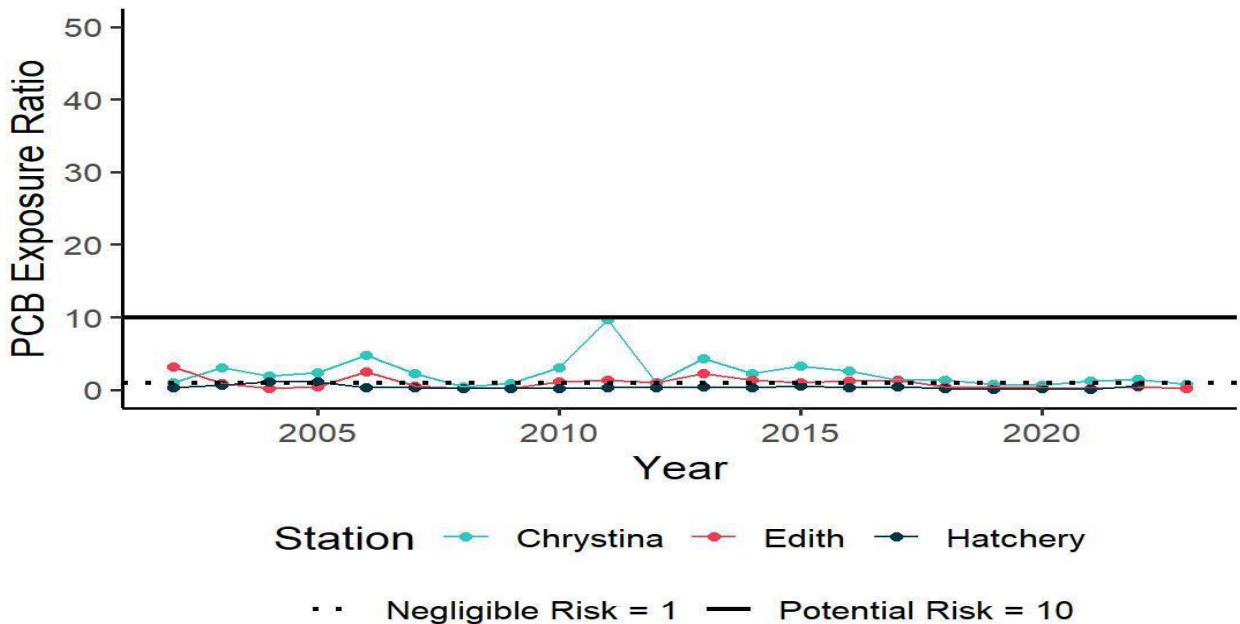 PCB Exposure Ratio
50
40
30
20
10
0
2005 2010 2015 2020
Year
Station Chrystina Edith Hatchery
Negligible Risk = 1 Potential Risk = 10